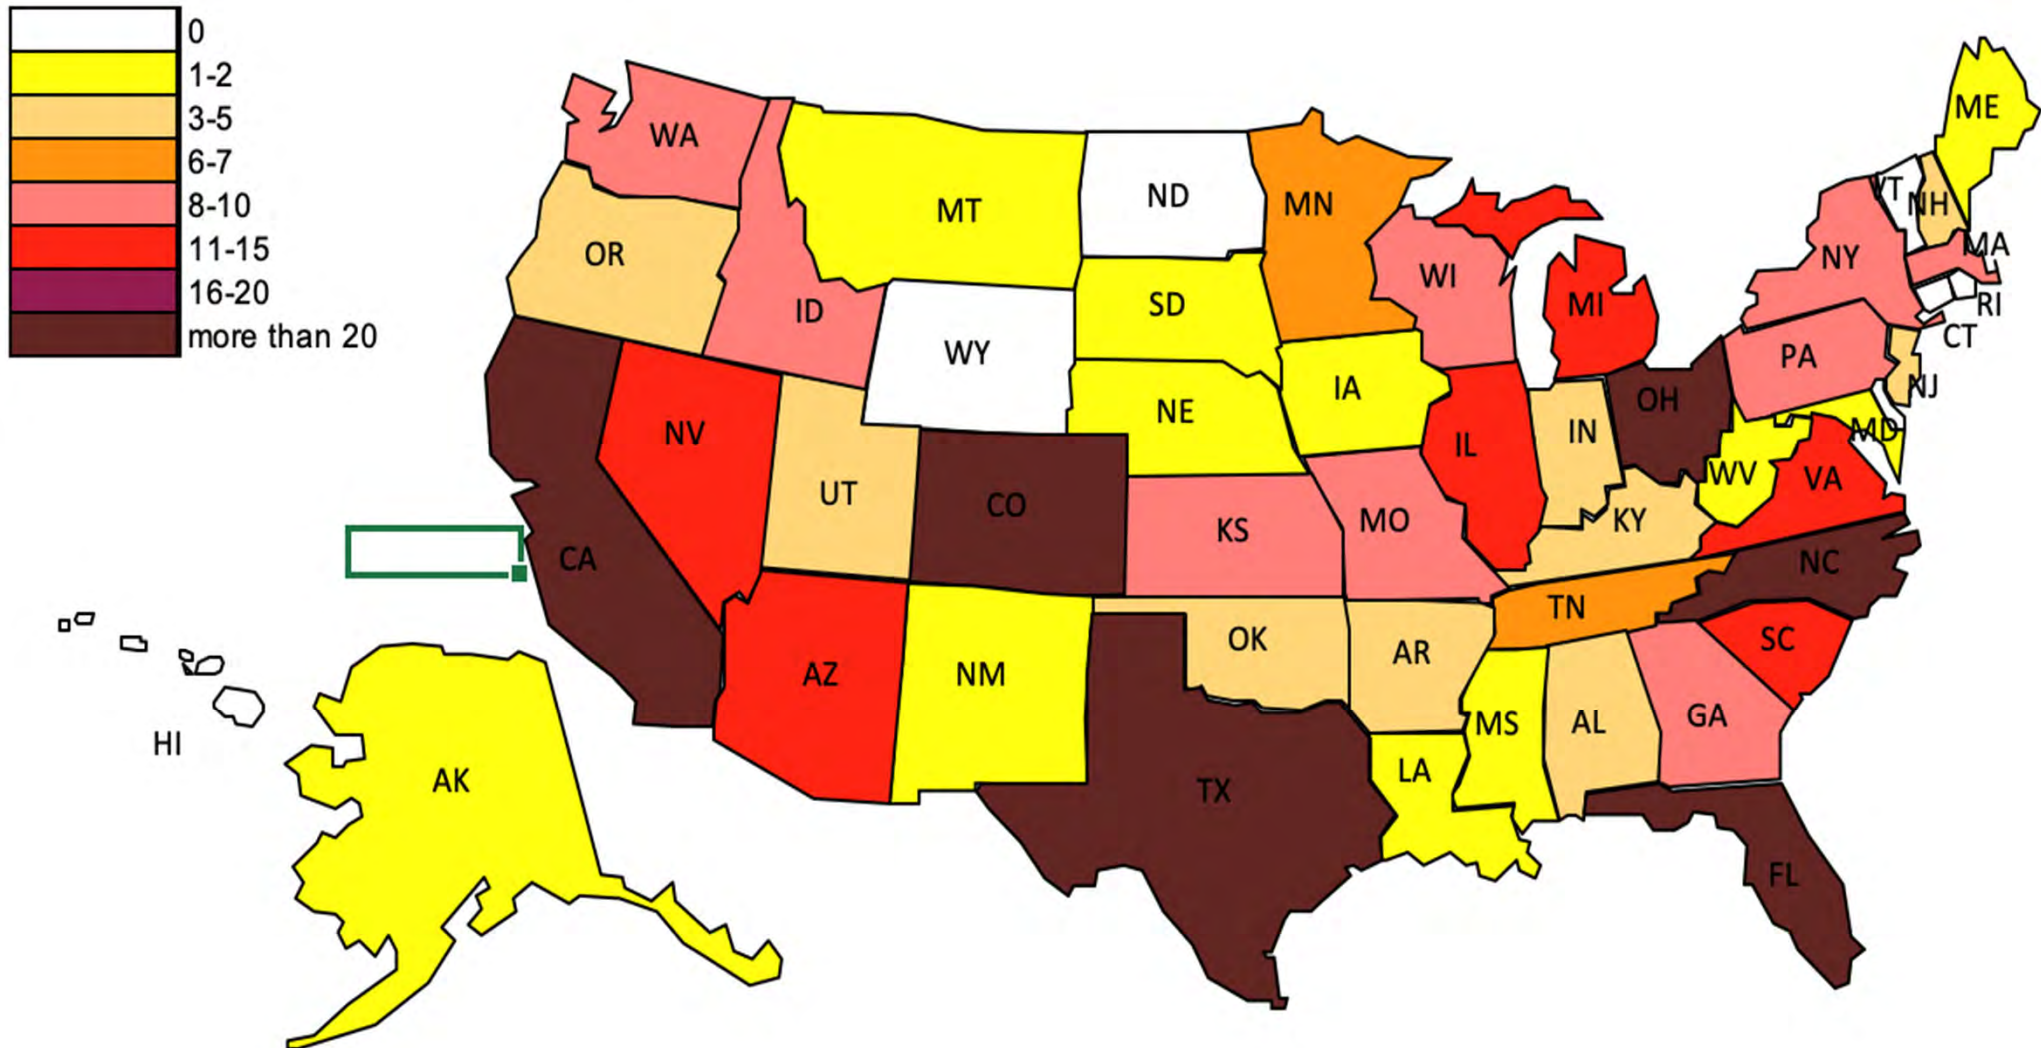 0
1-2
3-5
6-7
8-10
11-15
16-20
more than 20
ME
WA
MT
ND
MN
VT
NH
MA
OR
ID
SD
WI
MI
NY
RI
CT
WY
PA
NJ
NE
IA
OH
NV
IL
IN
MD
UT
CO
WV
VA
KS
MO
KY
CA
NC
OK
AR
TN
SC
AZ
NM
MS
AL
GA
HI
AK
TX
LA
FL